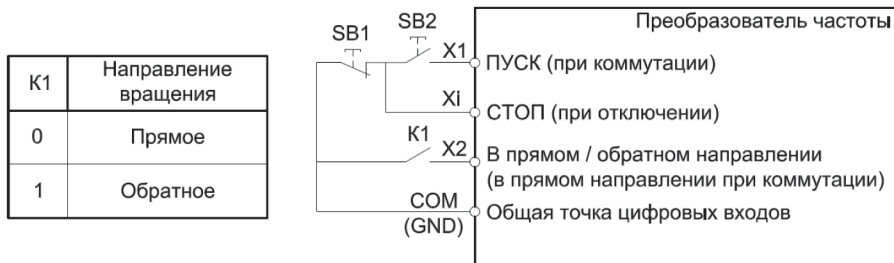 К1
Направление
вращения
0
Прямое
1
Обратное
Преобразователь частоты
SB1
SB2
X1
ПУСК (при коммутации)
Xi
СТОП (при отключении)
К1
X2
В прямом / обратном направлении
(в прямом направлении при коммутации)
COM
(GND)
Общая точка цифровых входов